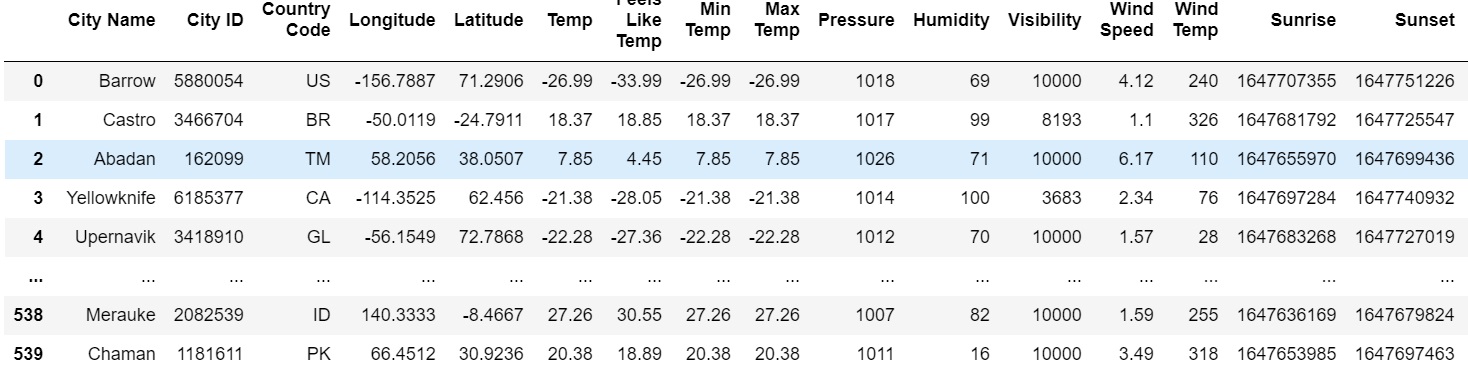 City Name City ID Country Code Longitude Latitude Temp Feels Like Temp Min Temp Max Temp Pressure Humidity Visibility Wind Speed Wind Temp Sunrise Sunset
0 Barrow 5880054 US -156.7887 71.2906 -26.99 -33.99 -26.99 -26.99 1018 69 10000 4.12 240 1647707355 1647751226
1 Castro 3466704 BR -50.0119 -24.7911 18.37 18.85 18.37 18.37 1017 99 8193 1.1 326 1647681792 1647725547
2 Abadan 162099 TM 58.2056 38.0507 7.85 4.45 7.85 7.85 1026 71 10000 6.17 110 1647655970 1647699436
3 Yellowknife 6185377 CA -114.3525 62.456 -21.38 -28.05 -21.38 -21.38 1014 100 3683 2.34 76 1647697284 1647740932
4 Upernavik 3418910 GL -56.1549 72.7868 -22.28 -27.36 -22.28 -22.28 1012 70 10000 1.57 28 1647683268 1647727019
... ... ... ... ... ... ... ... ... ... ... ... ... ... ... ... ...
538 Merauke 2082539 ID 140.3333 -8.4667 27.26 30.55 27.26 27.26 1007 82 10000 1.59 255 1647636169 1647679824
539 Chaman 1181611 PK 66.4512 30.9236 20.38 18.89 20.38 20.38 1011 16 10000 3.49 318 1647653985 1647697463